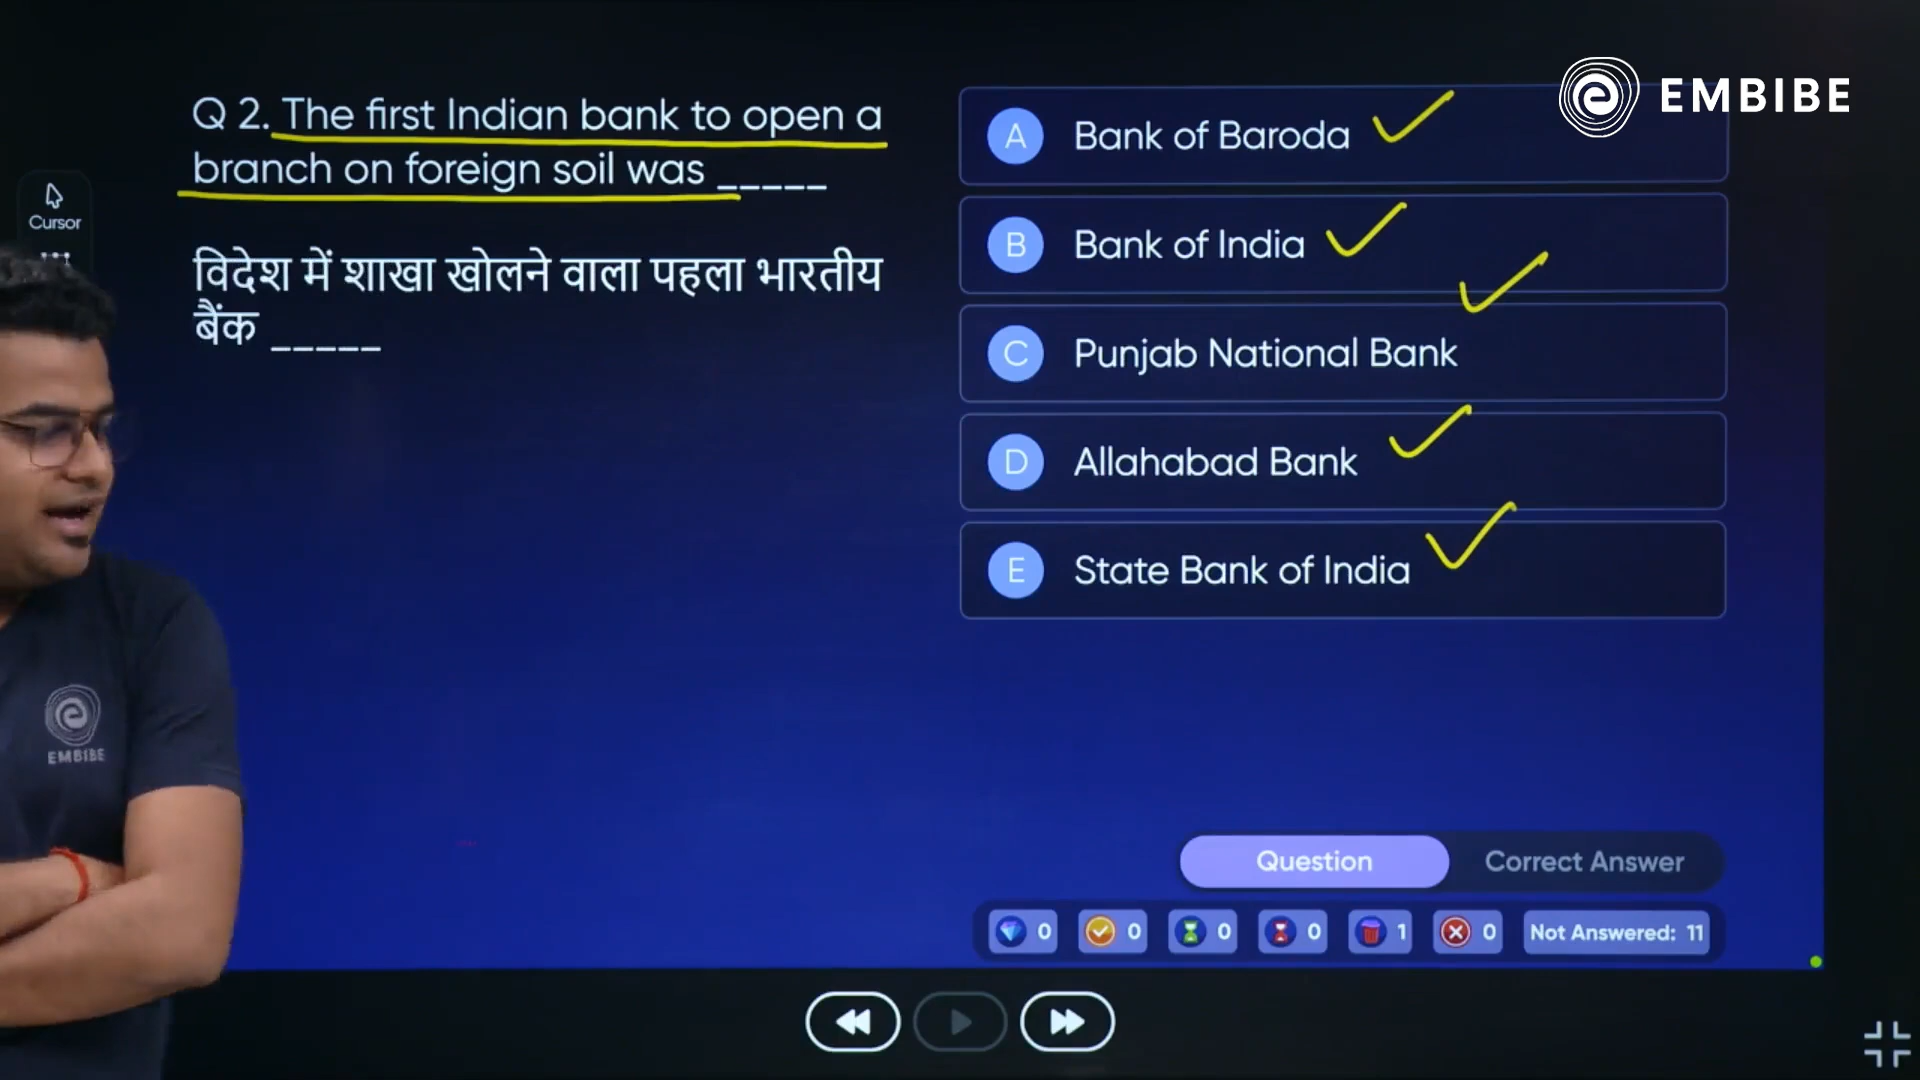 EMBIBE
Q 2. The first Indian bank to open a
branch on foreign soil was _____
विदेश में शाखा खोलने वाला पहला भारतीय
बैंक _____
Cursor
A Bank of Baroda
B Bank of India
C Punjab National Bank
D Allahabad Bank
E State Bank of India
EMBIBE
Question Correct Answer
0 0 0 0 1 0 Not Answered: 11